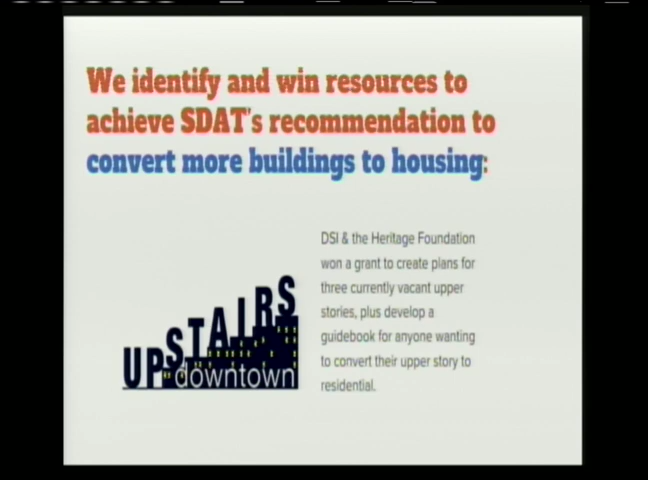 We identify and win resources to
achieve SDAT's recommendation to
convert more buildings to housing:
DSI & the Heritage Foundation
won a grant to create plans for
three currently vacant upper
stories, plus develop a
guidebook for anyone wanting
to convert their upper story to
residential.
UPSTAIRS
downtown